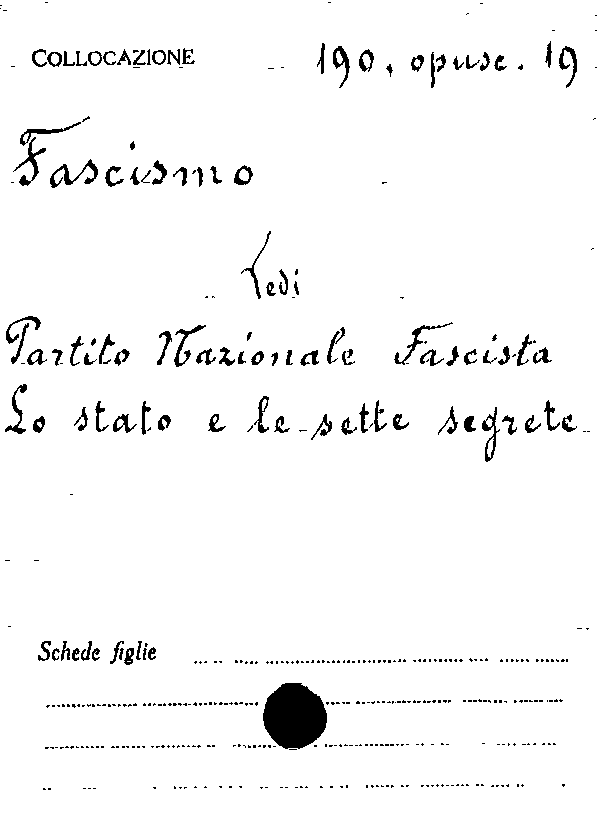 COLLOCAZIONE 190. opusc. 19
Fascismo
Vedi
Partito Nazionale Fascista
Lo stato e le sette segrete
Schede figlie